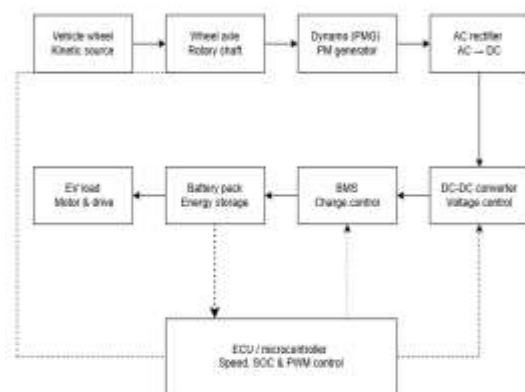 Vehicle wheel
Kinetic source
Wheel axle
Rotary chaft
Dynamo (PMG)
PM generator
AC rectifier
AC → DC
EV load
Motor & drive
Battery pack
Energy storage
BMS
Charge control
DC-DC converter
Voltage control
ECU / microcontroller
Speed, SOC & PWM control